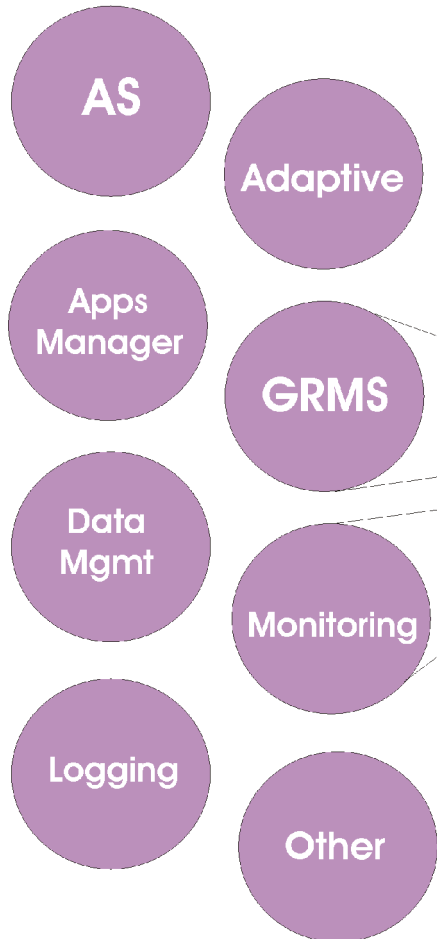 AS
Adaptive
Apps
Manager
GRMS
Data
Mgmt
Monitoring
Logging
Other